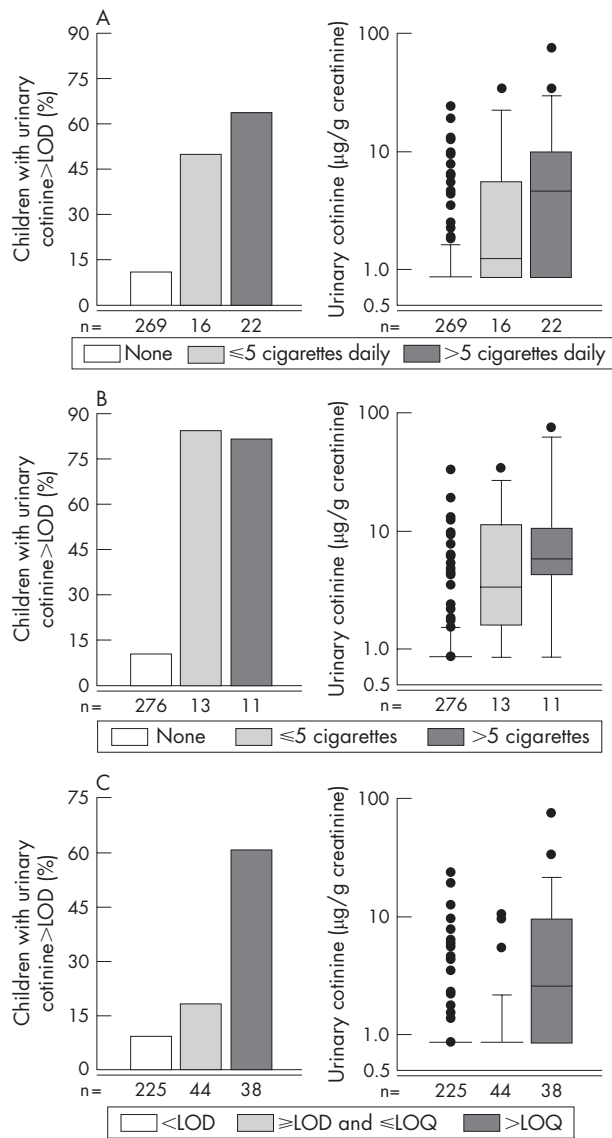 A
Children with urinary
cotinine>LOD (%)
90
75
60
45
30
15
0
n= 269 16 22
Urinary cotinine (μg/g creatinine)
100
10
1.0
0.5
269 16 22
None ≤5 cigarettes daily >5 cigarettes daily
B
Children with urinary
cotinine>LOD (%)
90
75
60
45
30
15
0
n= 276 13 11
Urinary cotinine (μg/g creatinine)
100
10
1.0
0.5
276 13 11
None ≤5 cigarettes >5 cigarettes
C
Children with urinary
cotinine>LOD (%)
75
60
45
30
15
0
n= 225 44 38
Urinary cotinine (μg/g creatinine)
100
10
1.0
0.5
225 44 38
<LOD ≥LOD and ≤LOQ >LOQ